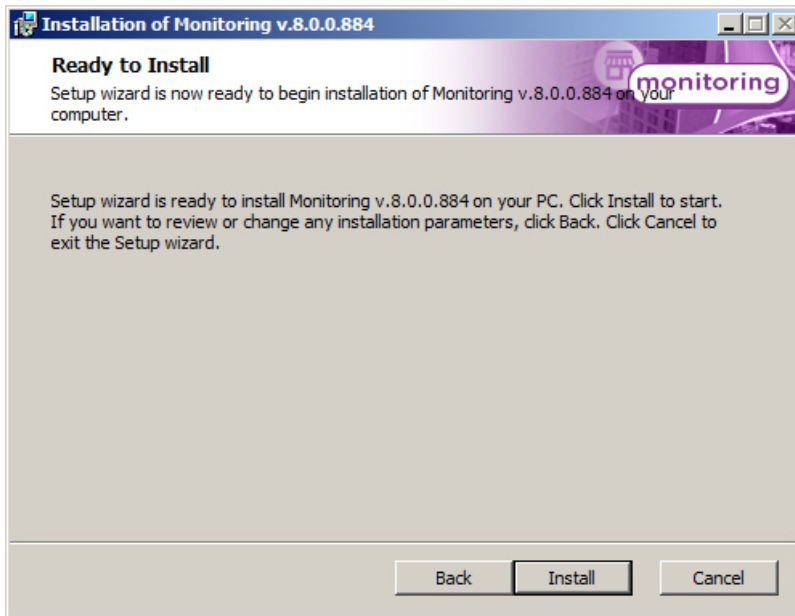 Installation of Monitoring v.8.0.0.884
Ready to Install
Setup wizard is now ready to begin installation of Monitoring v.8.0.0.884 on your
computer.
monitoring
Setup wizard is ready to install Monitoring v.8.0.0.884 on your PC. Click Install to start.
If you want to review or change any installation parameters, click Back. Click Cancel to
exit the Setup wizard.
Back Install Cancel